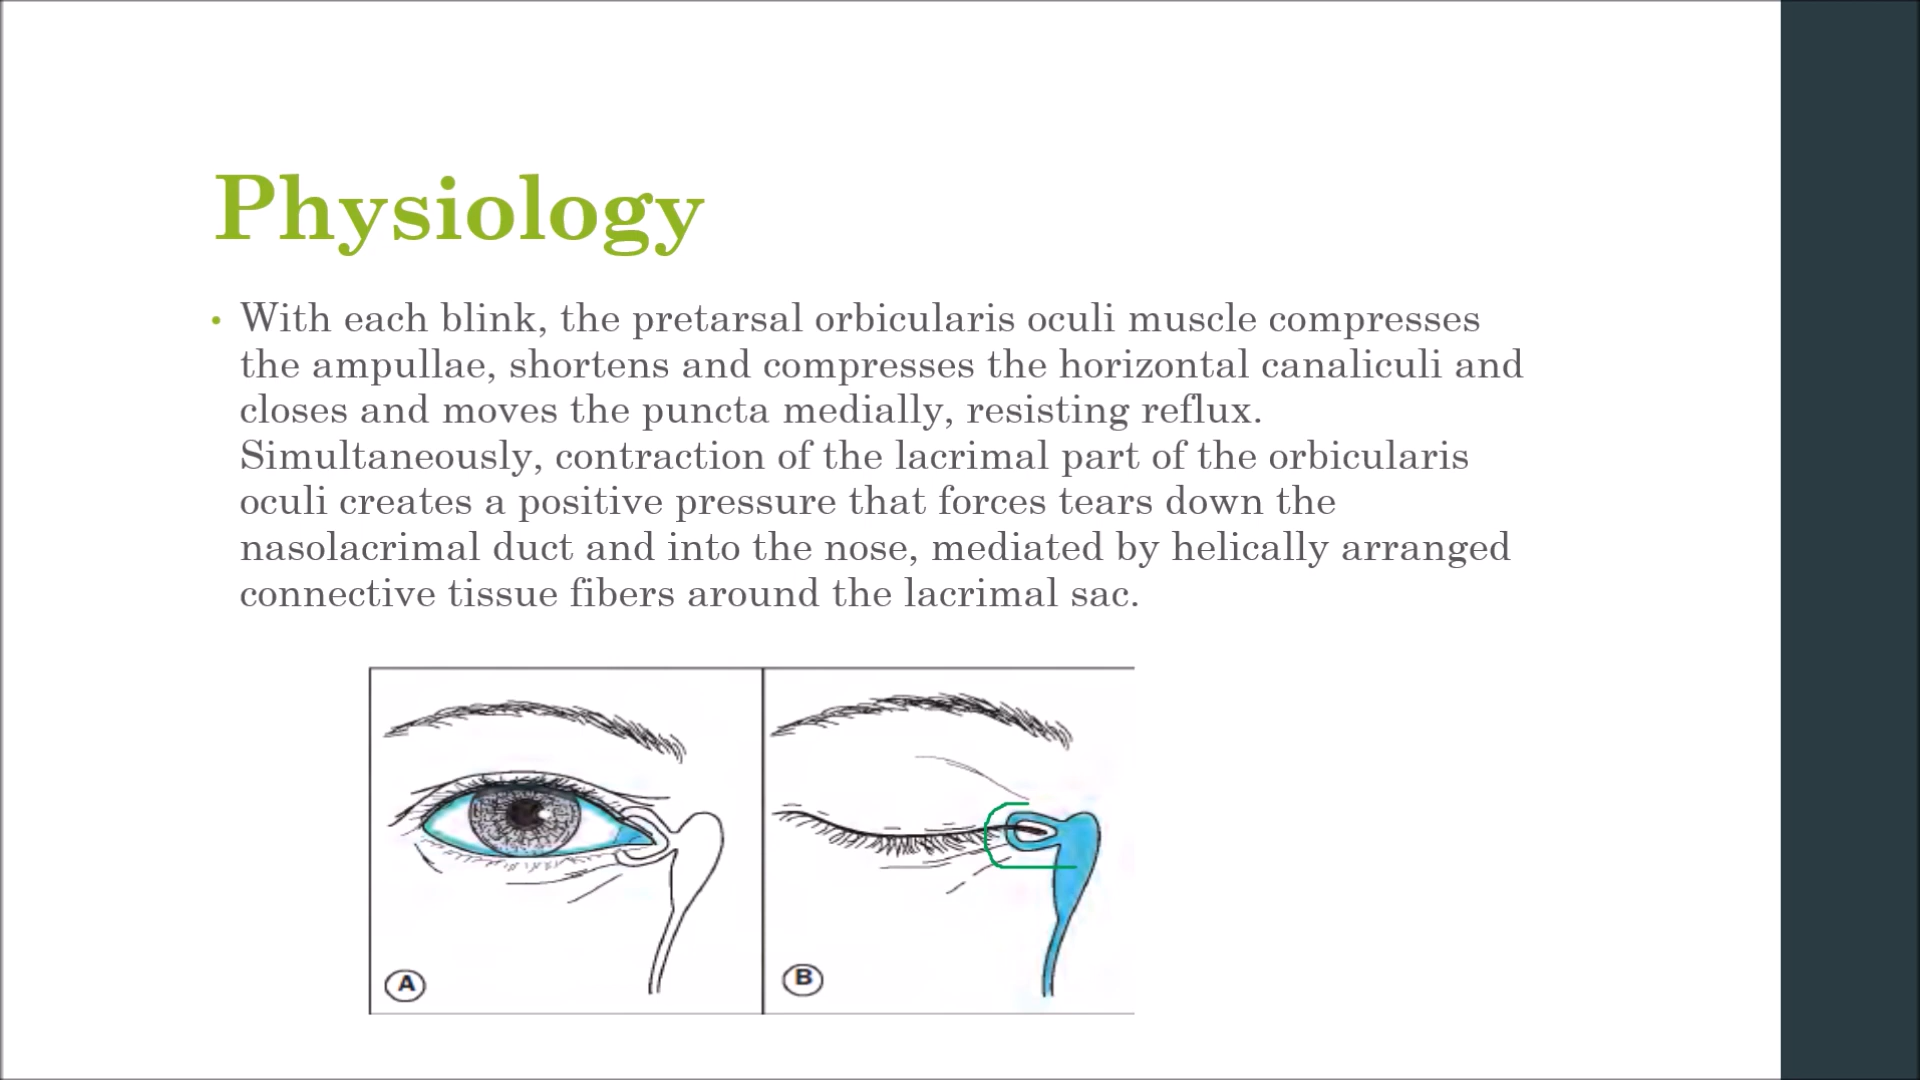 Physiology
• With each blink, the pretarsal orbicularis oculi muscle compresses
the ampullae, shortens and compresses the horizontal canaliculi and
closes and moves the puncta medially, resisting reflux.
Simultaneously, contraction of the lacrimal part of the orbicularis
oculi creates a positive pressure that forces tears down the
nasolacrimal duct and into the nose, mediated by helically arranged
connective tissue fibers around the lacrimal sac.
A
B